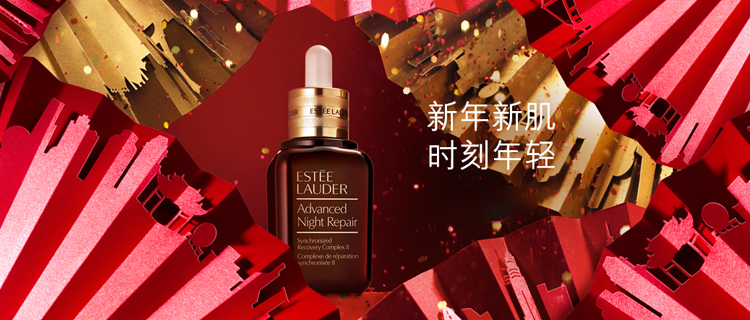 ESTÉE LAUDER
新年新肌
时刻年轻
ESTĒE
LAUDER
Advanced
Night Repair
Synchronized
Recovery Complex II
Complexe de réparation
synchronisée II